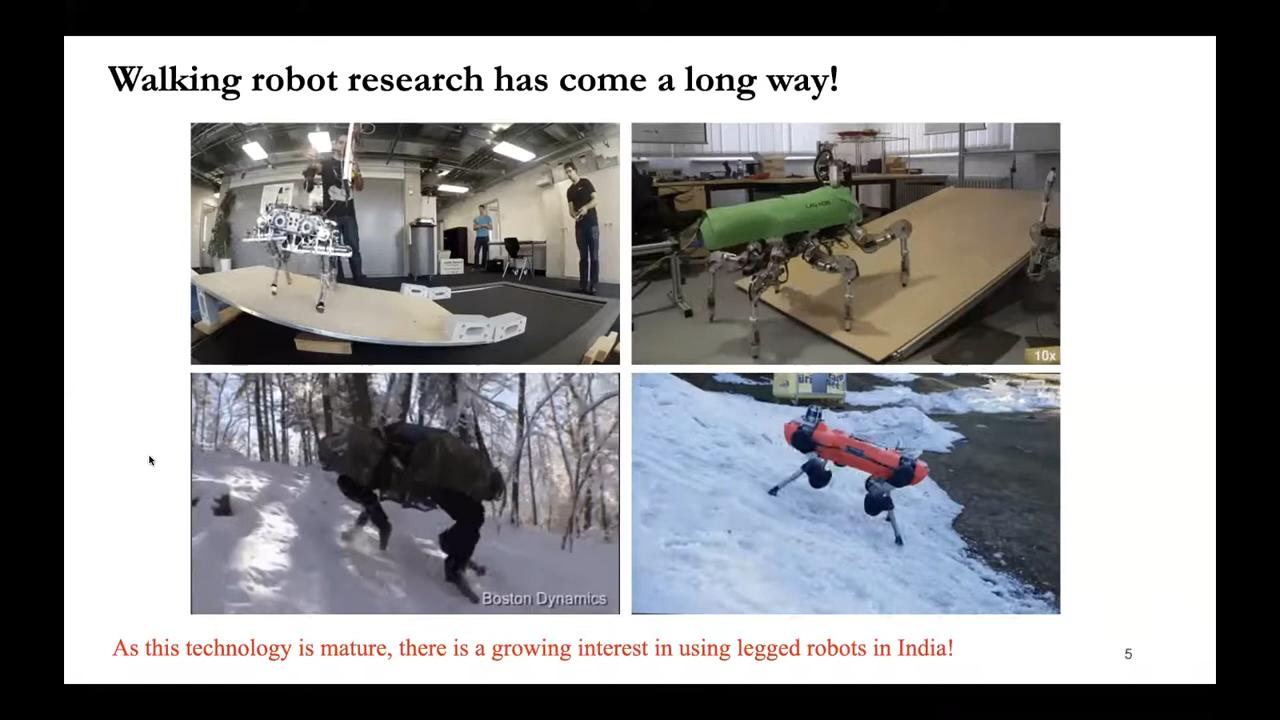 Walking robot research has come a long way!
LAURON
10x
Boston Dynamics
As this technology is mature, there is a growing interest in using legged robots in India!
5